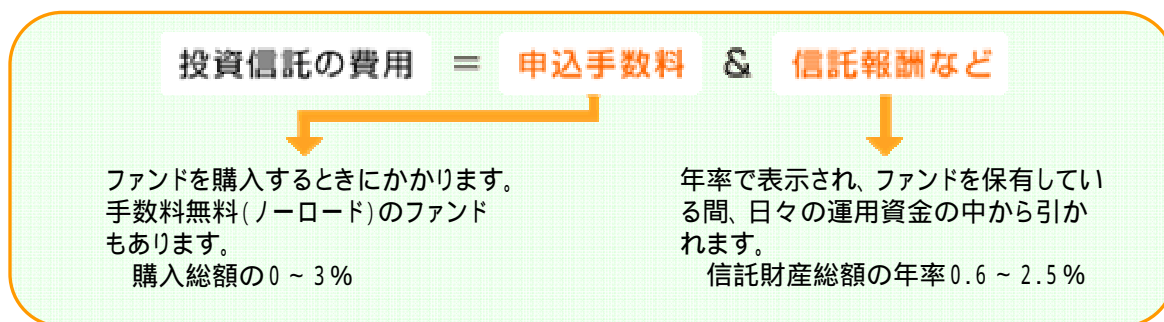 投資信託の費用 = 申込手数料 & 信託報酬など
ファンドを購入するときにかかります。
手数料無料(ノーロード)のファンド
もあります。
購入総額の0~3%
年率で表示され、ファンドを保有してい
る間、日々の運用資金の中から引か
れます。
信託財産総額の年率0.6~2.5%